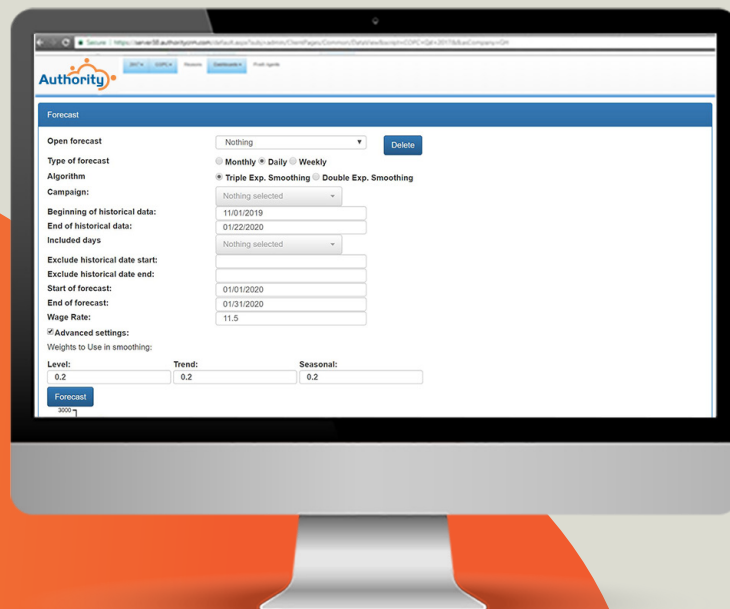 Secure
Authority
Forecast
Open forecast Nothing Delete
Type of forecast Monthly Daily Weekly
Algorithm Triple Exp. Smoothing Double Exp. Smoothing
Campaign: Nothing selected
Beginning of historical data: 11/01/2019
End of historical data: 01/22/2020
Included days Nothing selected
Exclude historical date start:
Exclude historical date end:
Start of forecast: 01/01/2020
End of forecast: 01/31/2020
Wage Rate: 11.5
Advanced settings:
Weights to Use in smoothing:
Level: Trend: Seasonal:
0.2 0.2 0.2
Forecast
3000